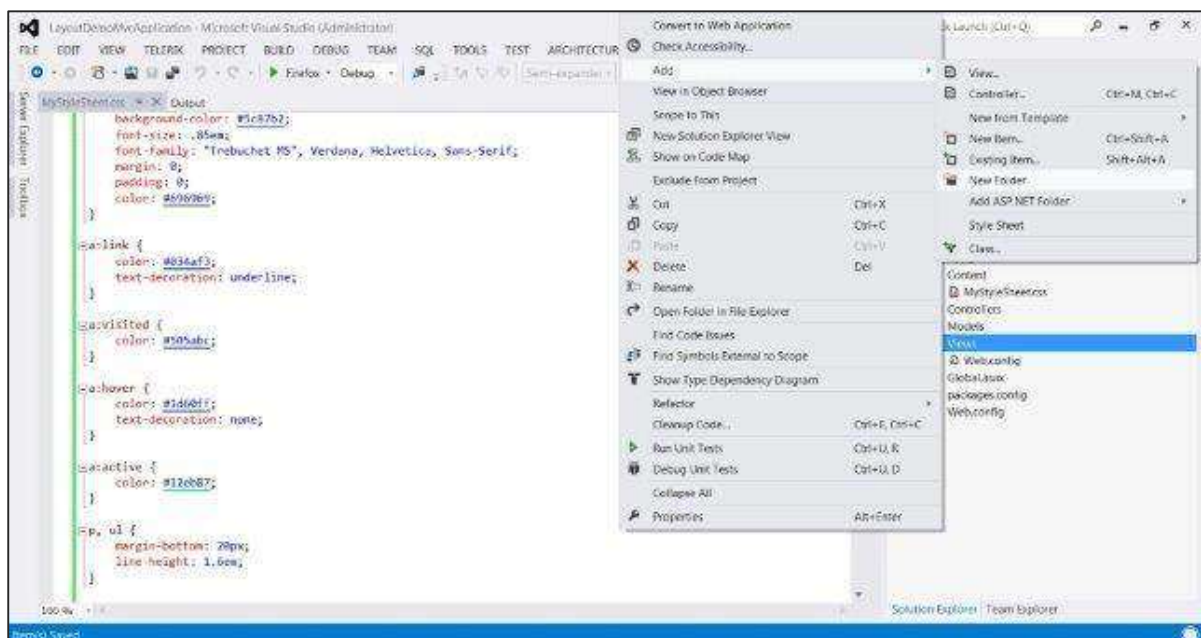 LayoutDemoMvcApplication - Microsoft Visual Studio (Administrator)
k Launch (Ctrl+Q)
FILE EDIT VIEW TELERIK PROJECT BUILD DEBUG TEAM SQL TOOLS TEST ARCHITECTUR
Firefox Debug
Server Explorer
Toolbox
MyStyleSheet.css Output
background-color: #5c87b2;
font-size: .85em;
font-family: "Trebuchet MS", Verdana, Helvetica, Sans-Serif;
margin: 0;
padding: 0;
color: #696969;
}
a:link {
color: #034af3;
text-decoration: underline;
}
a:visited {
color: #505abc;
}
a:hover {
color: #1d60ff;
text-decoration: none;
}
a:active {
color: #12eb87;
}
p, ul {
margin-bottom: 20px;
line-height: 1.6em;
}
100 %
Item(s) Saved
Convert to Web Application
Check Accessibility...
Add
View in Object Browser
Scope to This
New Solution Explorer View
Show on Code Map
Exclude From Project
Cut Ctrl+X
Copy Ctrl+C
Paste Ctrl+V
Delete Del
Rename
Open Folder in File Explorer
Find Code Issues
Find Symbols External to Scope
Show Type Dependency Diagram
Refactor
Cleanup Code... Ctrl+E, Ctrl+C
Run Unit Tests Ctrl+U, R
Debug Unit Tests Ctrl+U, D
Collapse All
Properties Alt+Enter
View...
Controller... Ctrl+M, Ctrl+C
New from Template
New Item... Ctrl+Shift+A
Existing Item... Shift+Alt+A
New Folder
Add ASP.NET Folder
Style Sheet
Class...
Content
MyStyleSheet.css
Controllers
Models
Views
Web.config
Global.asax
packages.config
Web.config
Solution Explorer Team Explorer